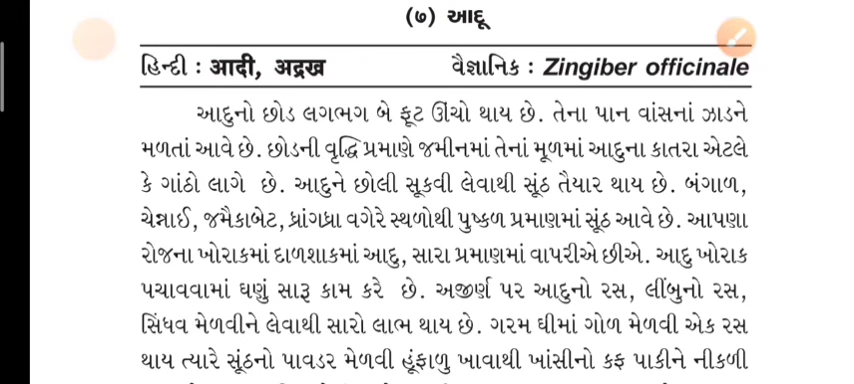 (૭) આદૂ
હિન્દી : आदी, अद्रख વૈજ્ઞાનિક : Zingiber officinale
આદુનો છોડ લગભગ બે ફૂટ ઊંચો થાય છે. તેના પાન વાંસનાં ઝાડને
મળતાં આવે છે. છોડની વૃદ્ધિ પ્રમાણે જમીનમાં તેનાં મૂળમાં આદુના કાતરા એટલે
કે ગાંઠો લાગે છે. આદુને છોલી સૂકવી લેવાથી સૂંઠ તૈયાર થાય છે. બંગાળ,
ચેન્નાઈ, જમૈકાબેટ, ધ્રાંગધ્રા વગેરે સ્થળોથી પુષ્કળ પ્રમાણમાં સૂંઠ આવે છે. આપણા
રોજના ખોરાકમાં દાળશાકમાં આદુ, સારા પ્રમાણમાં વાપરીએ છીએ. આદુ ખોરાક
પચાવવામાં ઘણું સારૂ કામ કરે છે. અજીર્ણ પર આદુનો રસ, લીંબુનો રસ,
સિંધવ મેળવીને લેવાથી સારો લાભ થાય છે. ગરમ ઘીમાં ગોળ મેળવી એક રસ
થાય ત્યારે સૂંઠનો પાવડર મેળવી હૂંફાળુ ખાવાથી ખાંસીનો કફ પાકીને નીકળી